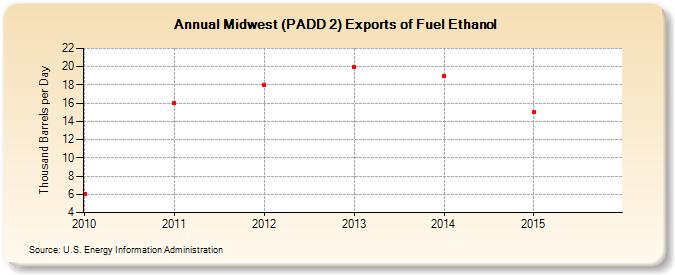 Annual Midwest (PADD 2) Exports of Fuel Ethanol
Thousand Barrels per Day
22
20
18
16
14
12
10
8
6
4
2010 2011 2012 2013 2014 2015
Source: U.S. Energy Information Administration